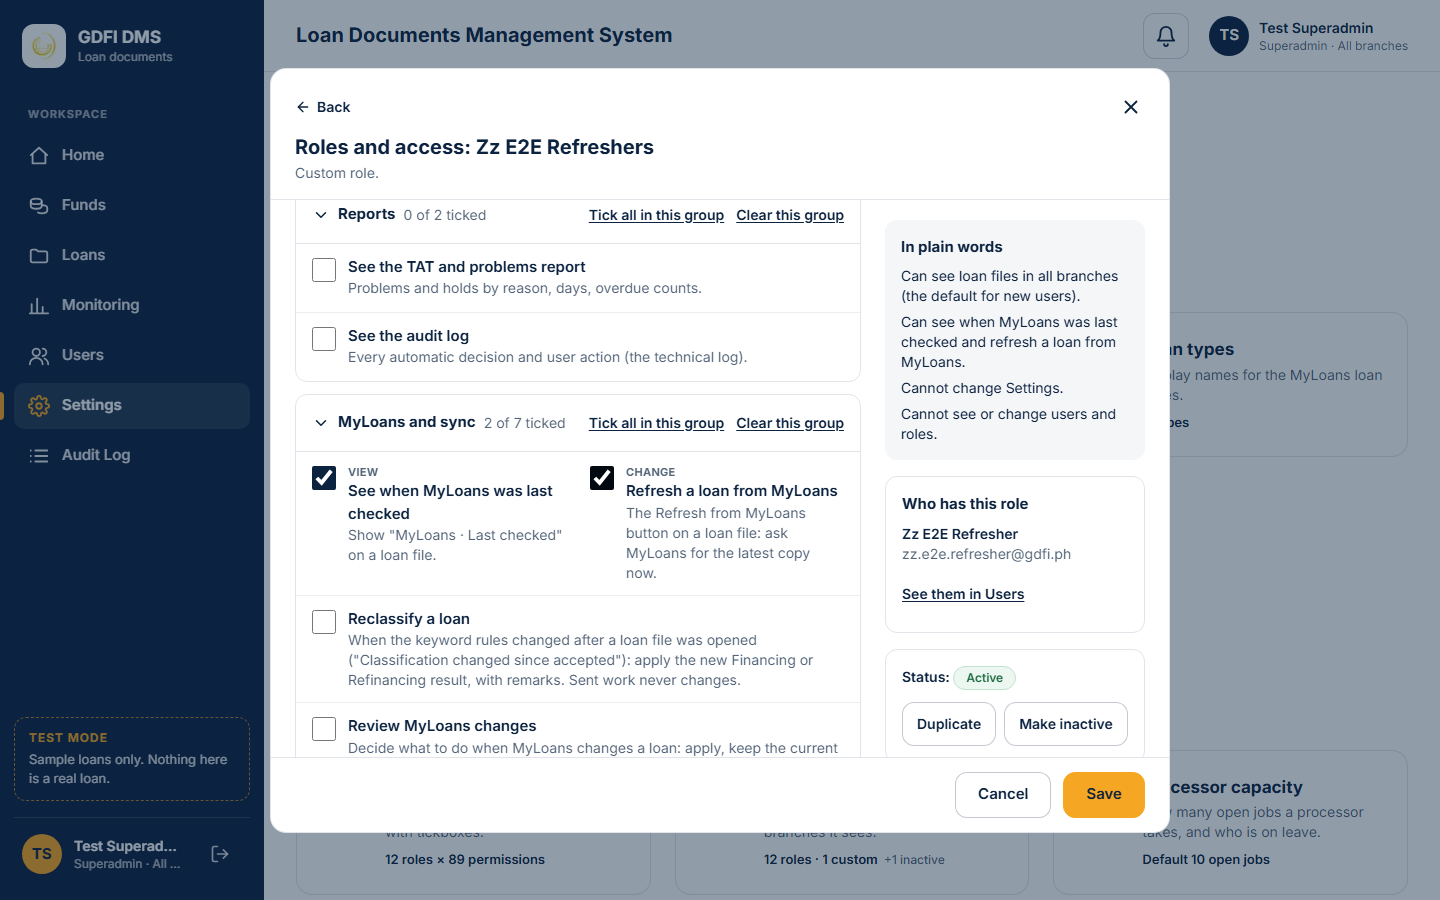 GDFI DMS
Loan documents
WORKSPACE
Home
Funds
Loans
Monitoring
Users
Settings
Audit Log
TEST MODE
Sample loans only. Nothing here
is a real loan.
TS
Test Superad...
Superadmin · All ...
Loan Documents Management System
TS
Test Superadmin
Superadmin · All branches
Back
Roles and access: Zz E2E Refreshers
Custom role.
Reports 0 of 2 ticked Tick all in this group Clear this group
See the TAT and problems report
Problems and holds by reason, days, overdue counts.
See the audit log
Every automatic decision and user action (the technical log).
MyLoans and sync 2 of 7 ticked Tick all in this group Clear this group
VIEW
See when MyLoans was last
checked
Show "MyLoans · Last checked"
on a loan file.
CHANGE
Refresh a loan from MyLoans
The Refresh from MyLoans
button on a loan file: ask
MyLoans for the latest copy
now.
Reclassify a loan
When the keyword rules changed after a loan file was opened
("Classification changed since accepted"): apply the new Financing or
Refinancing result, with remarks. Sent work never changes.
Review MyLoans changes
Decide what to do when MyLoans changes a loan: apply, keep the current
In plain words
Can see loan files in all branches
(the default for new users).
Can see when MyLoans was last
checked and refresh a loan from
MyLoans.
Cannot change Settings.
Cannot see or change users and
roles.
Who has this role
Zz E2E Refresher
zz.e2e.refresher@gdfi.ph
See them in Users
Status: Active
Duplicate
Make inactive
Cancel
Save
types
names for the MyLoans loan
with tickboxes.
12 roles × 89 permissions
branches it sees.
12 roles · 1 custom +1 inactive
capacity
many open jobs a processor
takes, and who is on leave.
Default 10 open jobs